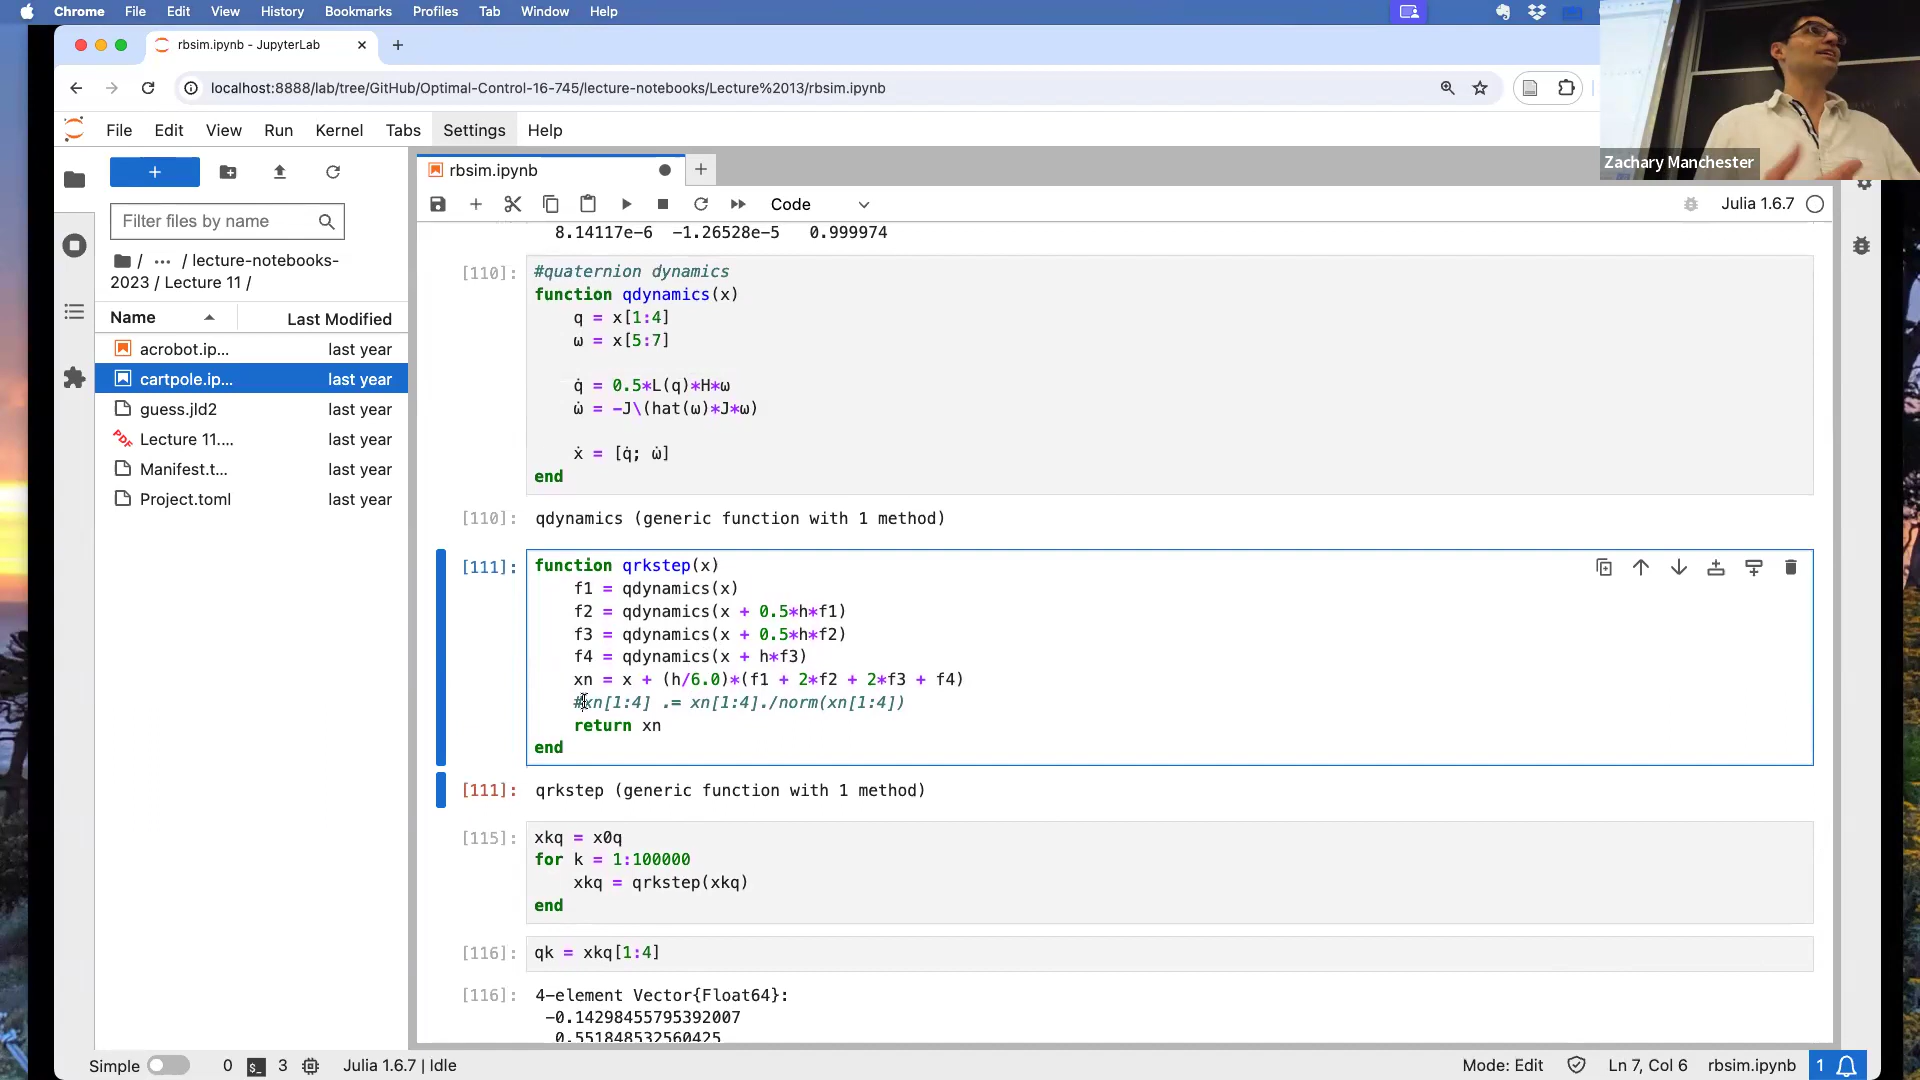 Chrome File Edit View History Bookmarks Profiles Tab Window Help
rbsim.ipynb - JupyterLab
localhost:8888/lab/tree/GitHub/Optimal-Control-16-745/lecture-notebooks/Lecture%2013/rbsim.ipynb
Zachary Manchester
File Edit View Run Kernel Tabs Settings Help
rbsim.ipynb
Code
Julia 1.6.7
Filter files by name
/ ... / lecture-notebooks-
2023 / Lecture 11 /
Name Last Modified
acrobot.ip... last year
cartpole.ip... last year
guess.jld2 last year
Lecture 11.... last year
Manifest.t... last year
Project.toml last year
8.14117e-6 -1.26528e-5 0.999974
[110]: #quaternion dynamics
function qdynamics(x)
q = x[1:4]
ω = x[5:7]
q̇ = 0.5*L(q)*H*ω
ω̇ = -J\(hat(ω)*J*ω)
ẋ = [q̇; ω̇]
end
[110]: qdynamics (generic function with 1 method)
[111]: function qrkstep(x)
f1 = qdynamics(x)
f2 = qdynamics(x + 0.5*h*f1)
f3 = qdynamics(x + 0.5*h*f2)
f4 = qdynamics(x + h*f3)
xn = x + (h/6.0)*(f1 + 2*f2 + 2*f3 + f4)
#xn[1:4] .= xn[1:4]./norm(xn[1:4])
return xn
end
[111]: qrkstep (generic function with 1 method)
[115]: xkq = x0q
for k = 1:100000
xkq = qrkstep(xkq)
end
[116]: qk = xkq[1:4]
[116]: 4-element Vector{Float64}:
-0.14298455795392007
0.551848532560425
Simple 0 $_ 3 Julia 1.6.7 | Idle
Mode: Edit Ln 7, Col 6 rbsim.ipynb 1